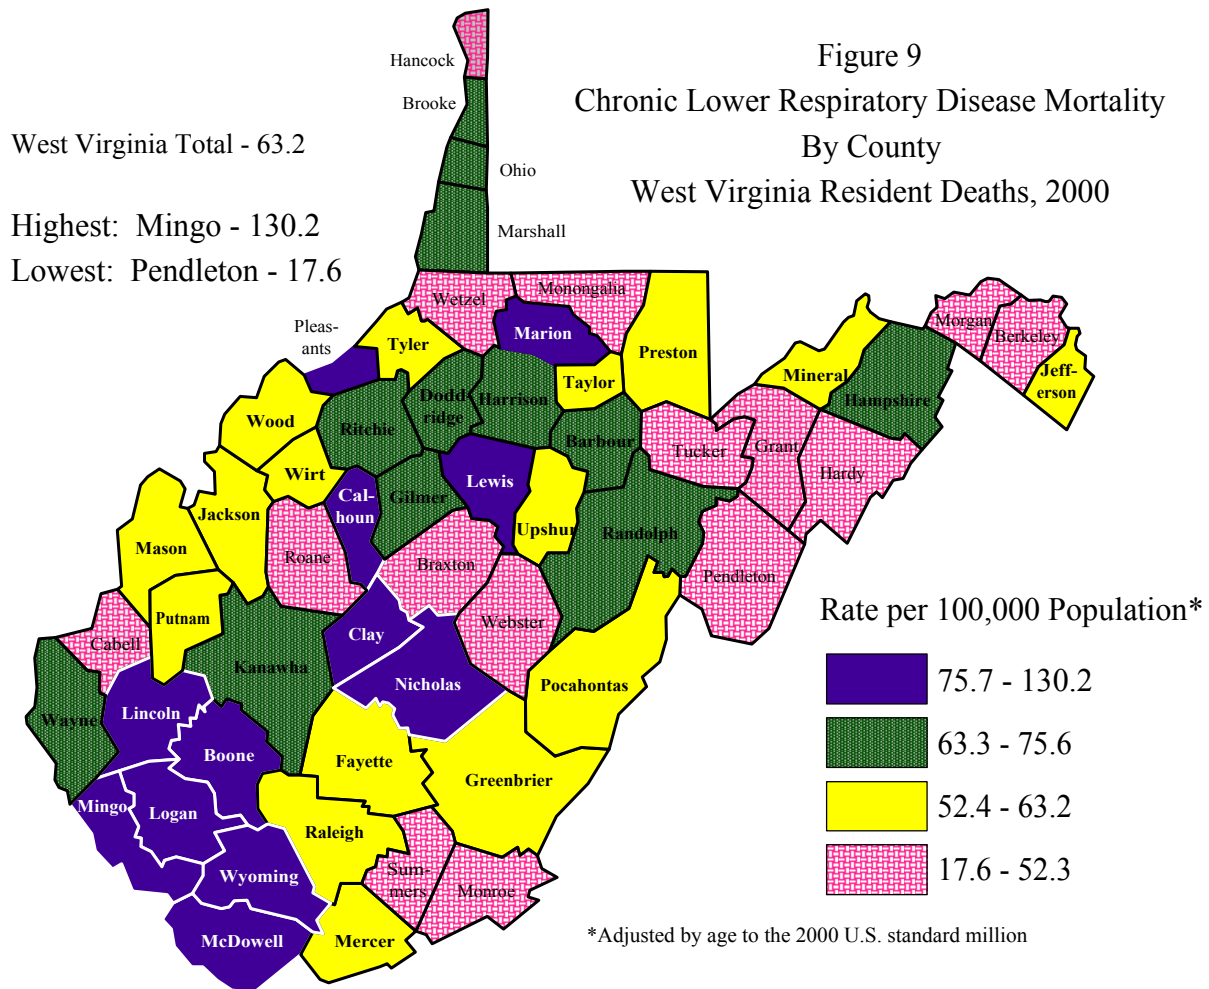 Figure 9
Chronic Lower Respiratory Disease Mortality
By County
West Virginia Resident Deaths, 2000
West Virginia Total - 63.2
Highest:  Mingo - 130.2
Lowest:  Pendleton - 17.6
Hancock
Brooke
Ohio
Marshall
Wetzel
Monongalia
Marion
Pleas-
ants
Tyler
Preston
Taylor
Morgan
Berkeley
Jeff-
erson
Mineral
Hampshire
Wood
Ritchie
Dodd
ridge
Harrison
Barbour
Tucker
Grant
Hardy
Wirt
Cal-
houn
Gilmer
Lewis
Upshur
Randolph
Jackson
Mason
Roane
Braxton
Pendleton
Putnam
Webster
Cabell
Clay
Kanawha
Nicholas
Pocahontas
Wayne
Lincoln
Boone
Fayette
Greenbrier
Mingo
Logan
Raleigh
Wyoming
Sum-
mers
Monroe
McDowell
Mercer
Rate per 100,000 Population*
75.7 - 130.2
63.3 - 75.6
52.4 - 63.2
17.6 - 52.3
*Adjusted by age to the 2000 U.S. standard million